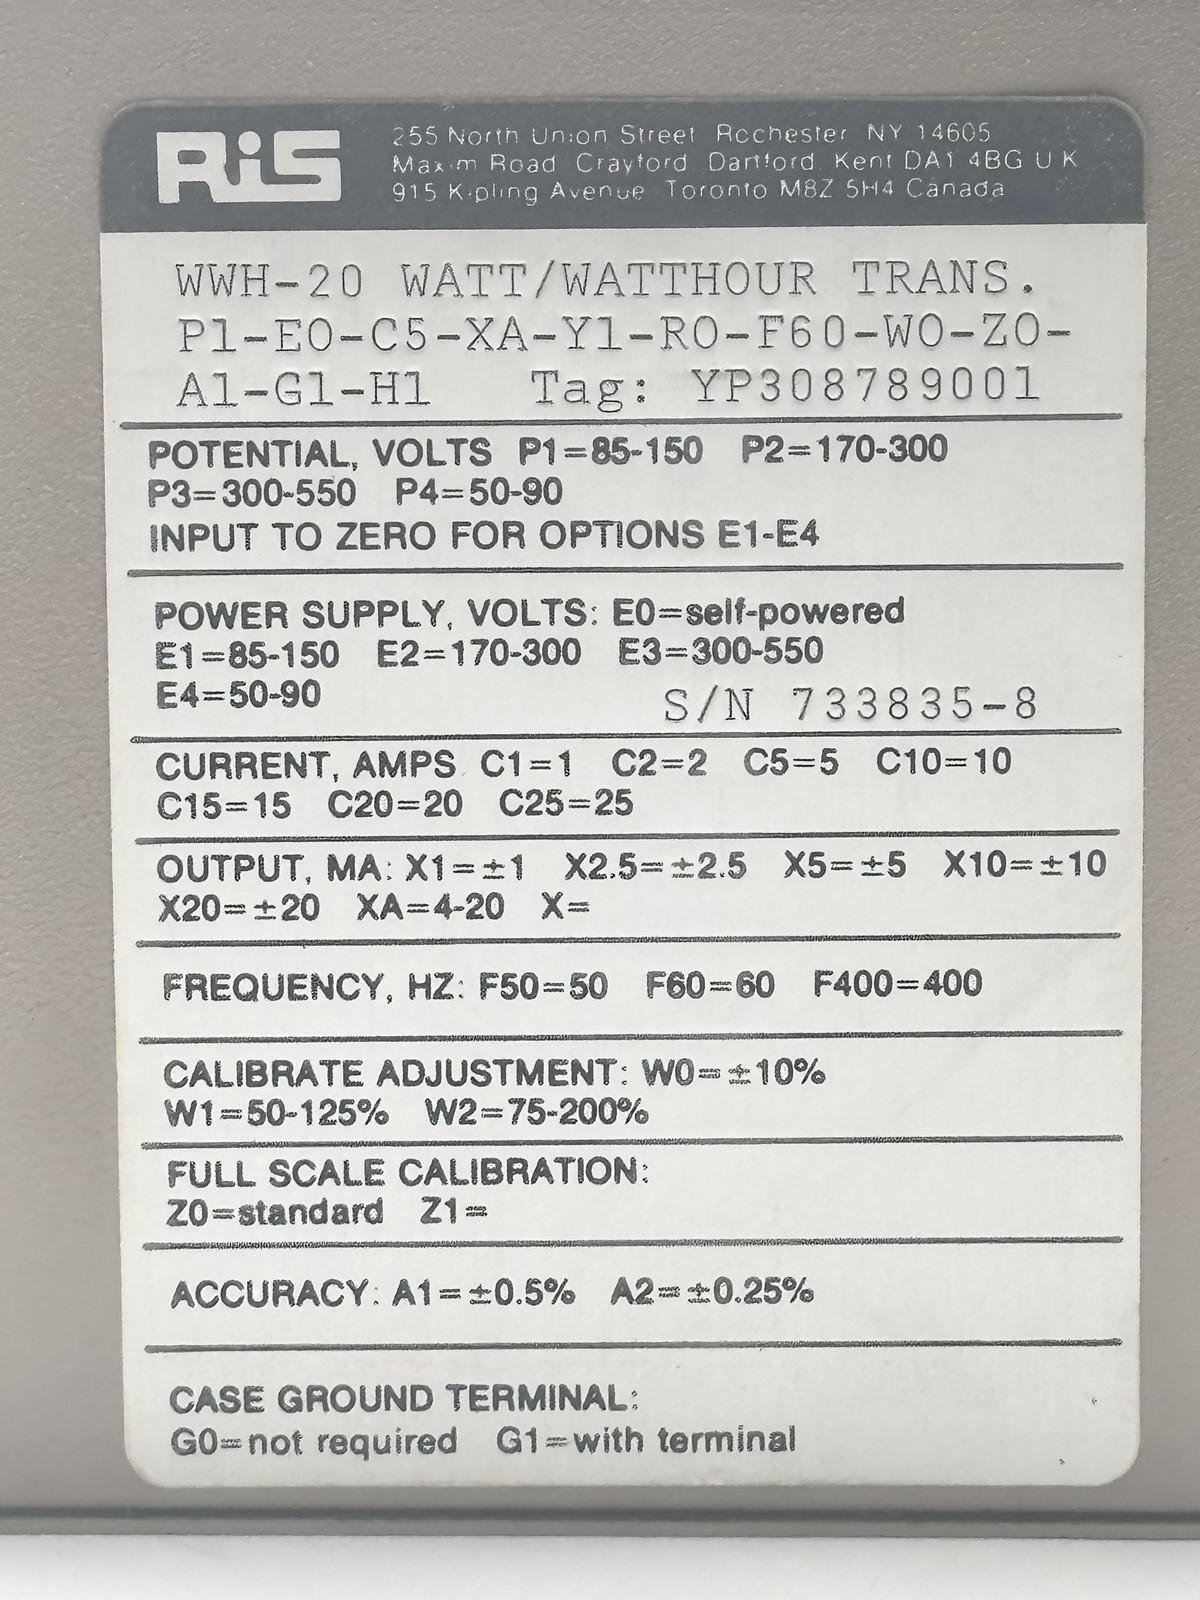 RIS
255 North Union Street Rochester NY 14605
Maxim Road Crayford Dartford Kent DA1 4BG U K
915 Kipling Avenue Toronto M8Z 5H4 Canada
WWH-20 WATT/WATTHOUR TRANS.
P1-E0-C5-XA-Y1-R0-F60-W0-Z0-
A1-G1-H1 Tag: YP308789001
POTENTIAL, VOLTS P1=85-150 P2=170-300
P3=300-550 P4=50-90
INPUT TO ZERO FOR OPTIONS E1-E4
POWER SUPPLY, VOLTS: E0=self-powered
E1=85-150 E2=170-300 E3=300-550
E4=50-90 S/N 733835-8
CURRENT, AMPS C1=1 C2=2 C5=5 C10=10
C15=15 C20=20 C25=25
OUTPUT, MA: X1=±1 X2.5=±2.5 X5=±5 X10=±10
X20=±20 XA=4-20 X=
FREQUENCY, HZ: F50=50 F60=60 F400=400
CALIBRATE ADJUSTMENT: W0=±10%
W1=50-125% W2=75-200%
FULL SCALE CALIBRATION:
Z0=standard Z1=
ACCURACY: A1=±0.5% A2=±0.25%
CASE GROUND TERMINAL:
G0=not required G1=with terminal